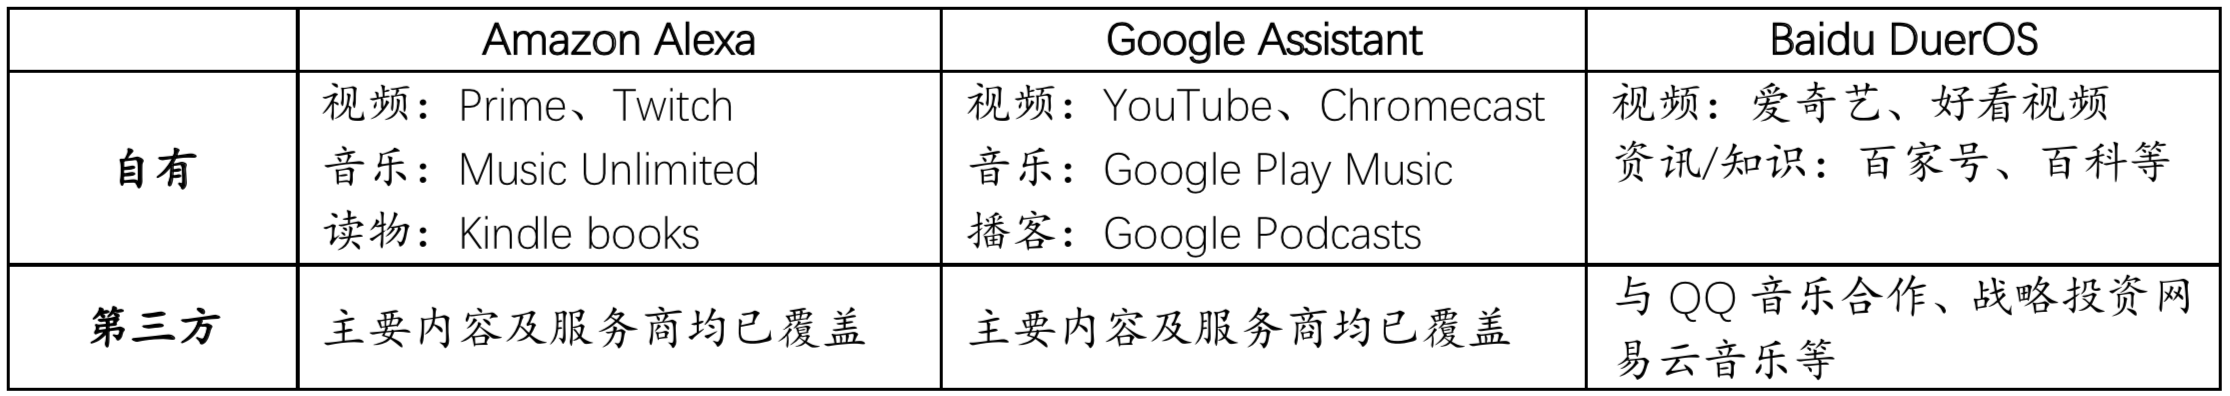 Amazon Alexa
Google Assistant
Baidu DuerOS
自有
视频：Prime、Twitch
音乐：Music Unlimited
读物：Kindle books
视频：YouTube、Chromecast
音乐：Google Play Music
播客：Google Podcasts
视频：爱奇艺、好看视频
资讯/知识：百家号、百科等
第三方
主要内容及服务商均已覆盖
主要内容及服务商均已覆盖
与 QQ 音乐合作、战略投资网
易云音乐等